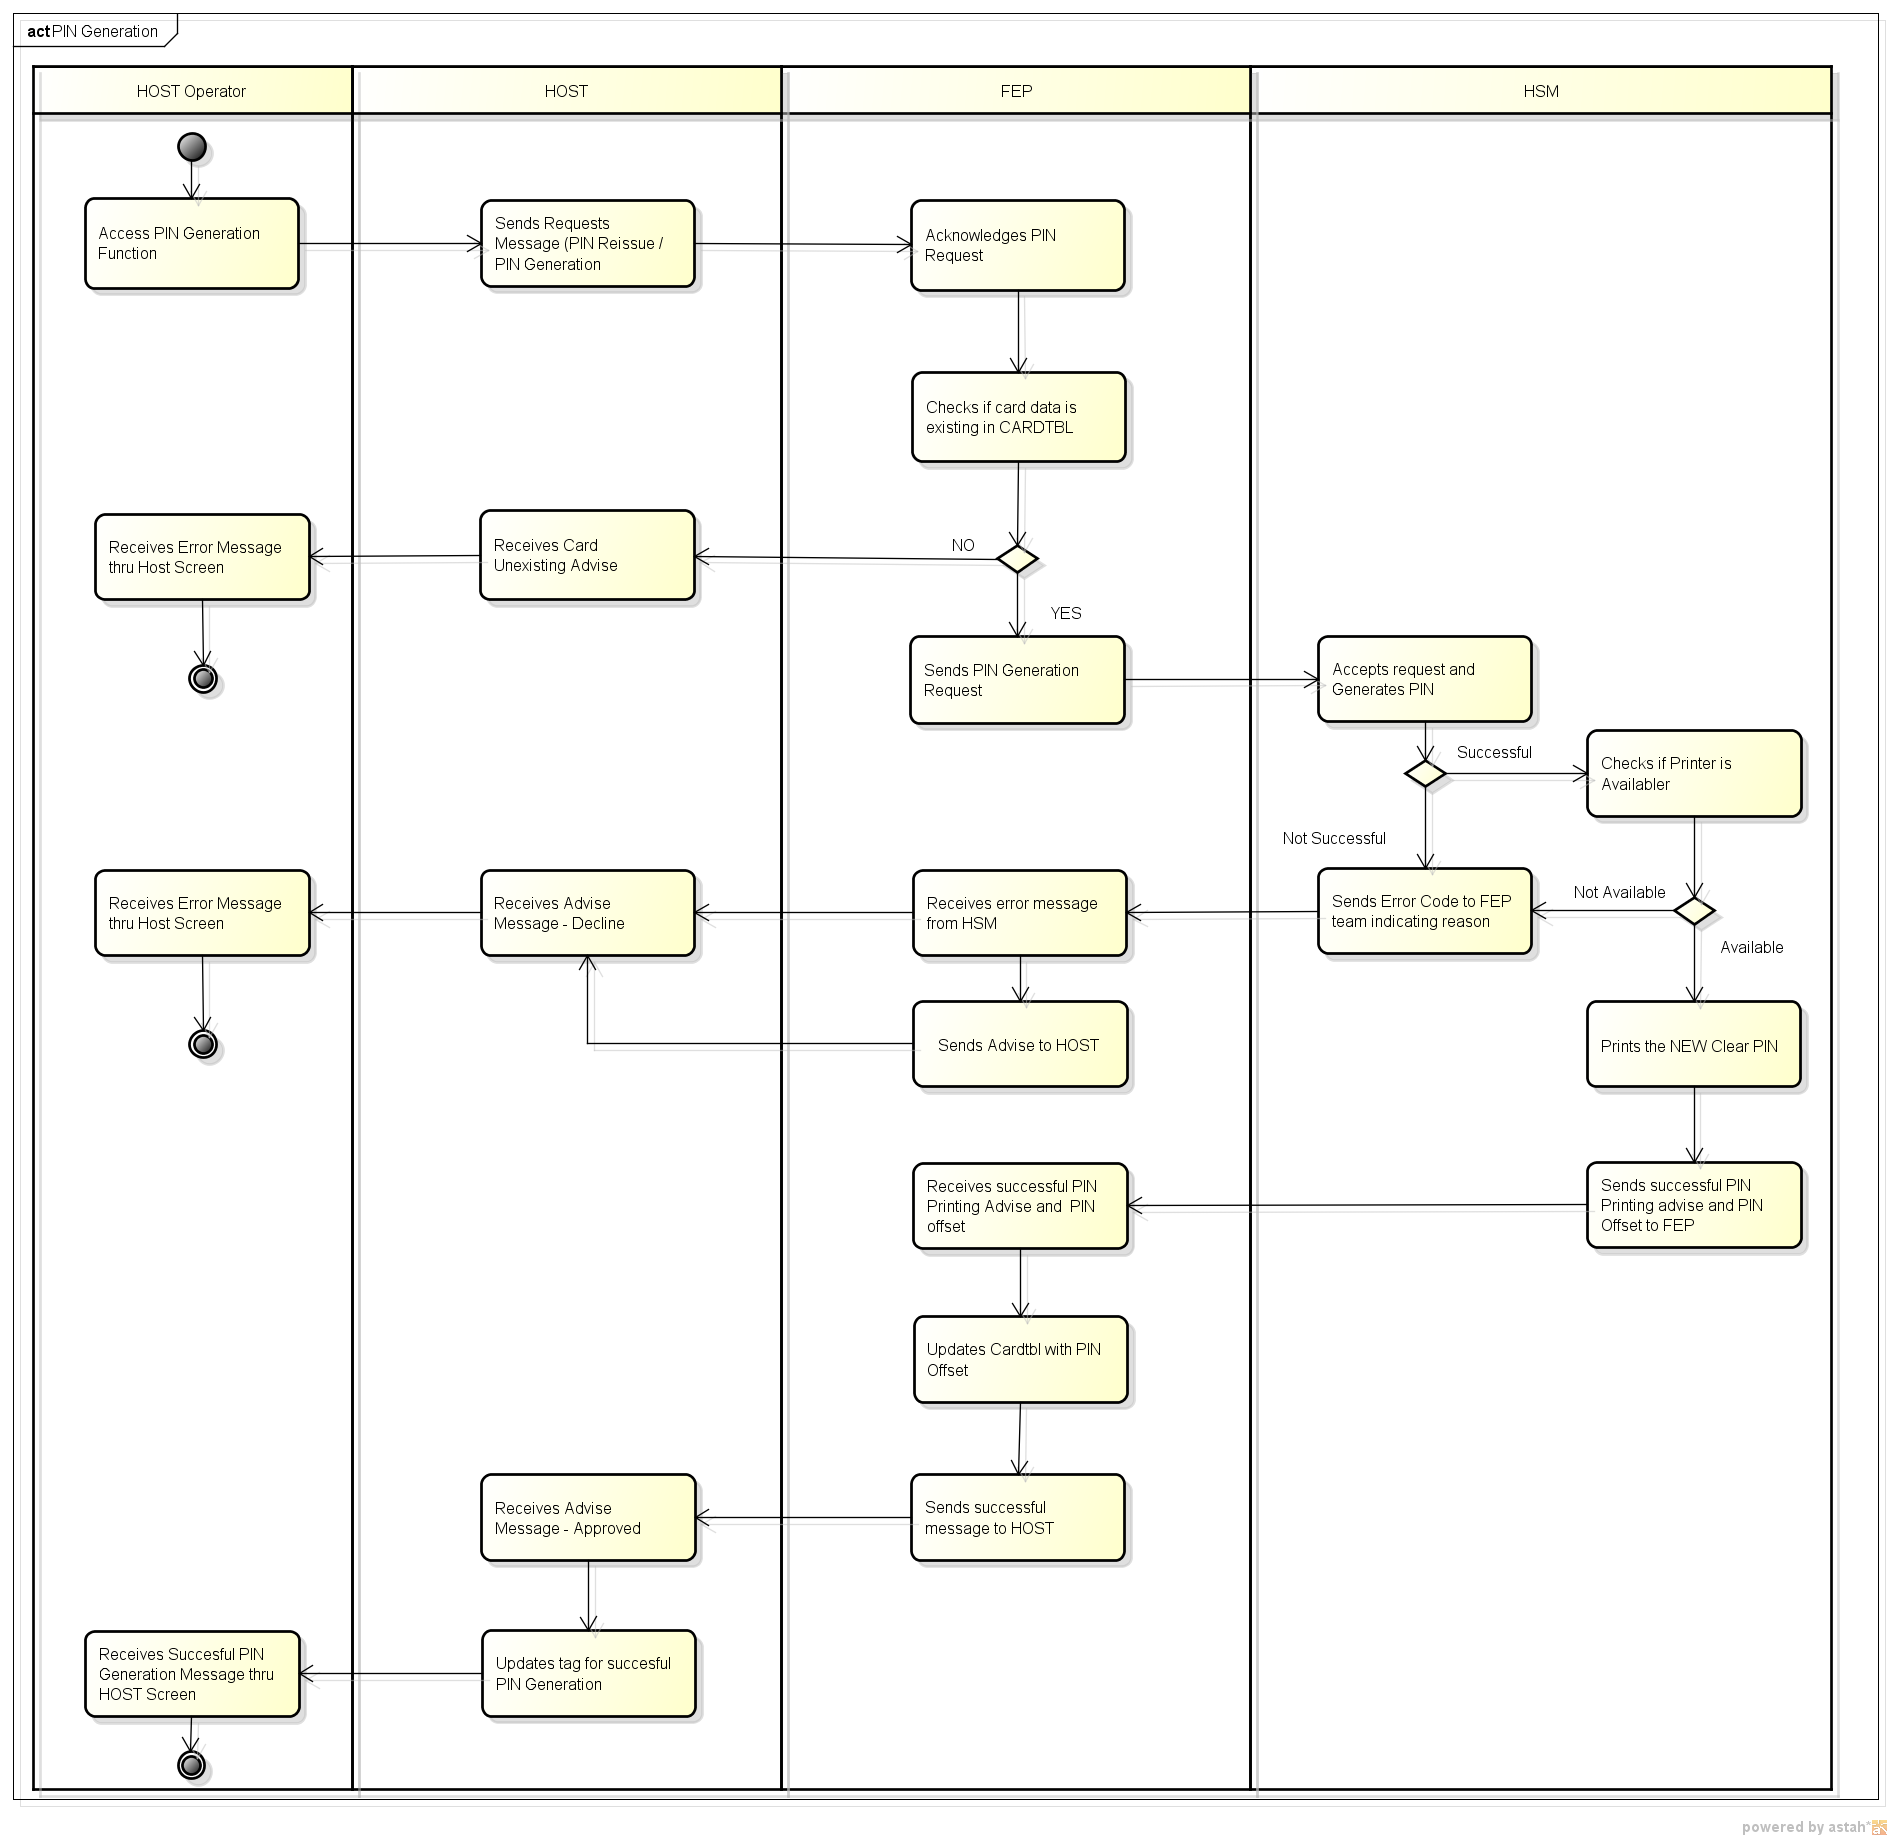 act PIN Generation
HOST Operator
HOST
FEP
HSM
Access PIN Generation
Function
Sends Requests
Message (PIN Reissue /
PIN Generation
Acknowledges PIN
Request
Checks if card data is
existing in CARDTBL
Receives Error Message
thru Host Screen
Receives Card
Unexisting Advise
NO
YES
Sends PIN Generation
Request
Accepts request and
Generates PIN
Successful
Checks if Printer is
Availabler
Not Successful
Receives Error Message
thru Host Screen
Receives Advise
Message - Decline
Receives error message
from HSM
Sends Error Code to FEP
team indicating reason
Not Available
Available
Sends Advise to HOST
Prints the NEW Clear PIN
Receives successful PIN
Printing Advise and  PIN
offset
Sends successful PIN
Printing advise and PIN
Offset to FEP
Updates Cardtbl with PIN
Offset
Receives Advise
Message - Approved
Sends successful
message to HOST
Receives Succesful PIN
Generation Message thru
HOST Screen
Updates tag for succesful
PIN Generation
powered by astah*